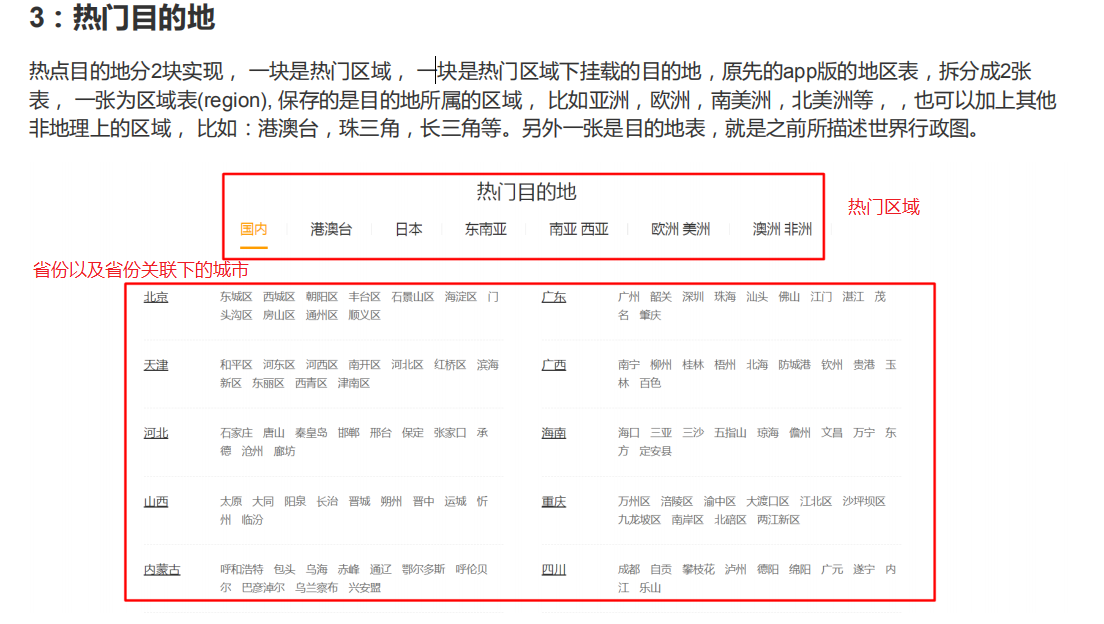 3：热门目的地
热点目的地分2块实现， 一块是热门区域， 一块是热门区域下挂载的目的地，原先的app版的地区表，拆分成2张
表， 一张为区域表(region), 保存的是目的地所属的区域， 比如亚洲，欧洲，南美洲，北美洲等，，也可以加上其他
非地理上的区域， 比如：港澳台，珠三角，长三角等。另外一张是目的地表，就是之前所描述世界行政图。
热门目的地
热门区域
国内 港澳台 日本 东南亚 南亚 西亚 欧洲 美洲 澳洲 非洲
省份以及省份关联下的城市
北京 东城区 西城区 朝阳区 丰台区 石景山区 海淀区 门
头沟区 房山区 通州区 顺义区
广东 广州 韶关 深圳 珠海 汕头 佛山 江门 湛江 茂
名 肇庆
天津 和平区 河东区 河西区 南开区 河北区 红桥区 滨海
新区 东丽区 西青区 津南区
广西 南宁 柳州 桂林 梧州 北海 防城港 钦州 贵港 玉
林 百色
河北 石家庄 唐山 秦皇岛 邯郸 邢台 保定 张家口 承
德 沧州 廊坊
海南 海口 三亚 三沙 五指山 琼海 儋州 文昌 万宁 东
方 定安县
山西 太原 大同 阳泉 长治 晋城 朔州 晋中 运城 忻
州 临汾
重庆 万州区 涪陵区 渝中区 大渡口区 江北区 沙坪坝区
九龙坡区 南岸区 北碚区 两江新区
内蒙古 呼和浩特 包头 乌海 赤峰 通辽 鄂尔多斯 呼伦贝
尔 巴彦淖尔 乌兰察布 兴安盟
四川 成都 自贡 攀枝花 泸州 德阳 绵阳 广元 遂宁 内
江 乐山